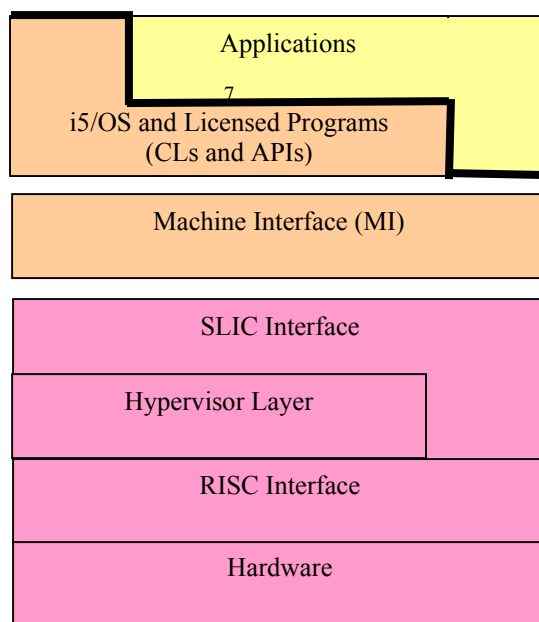 Applications
7
i5/OS and Licensed Programs
(CLs and APIs)
Machine Interface (MI)
SLIC Interface
Hypervisor Layer
RISC Interface
Hardware